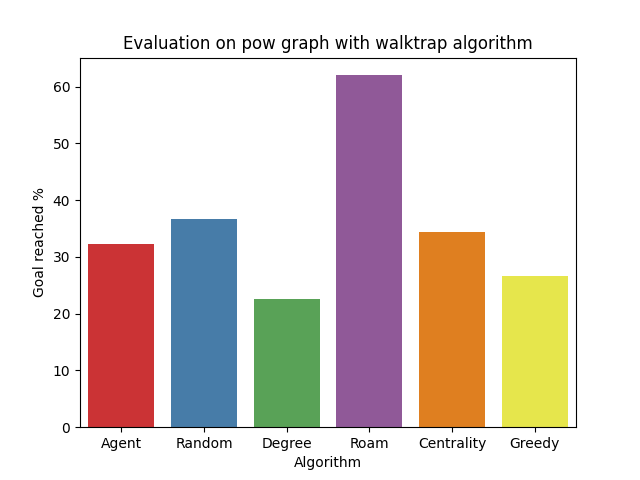 Evaluation on pow graph with walktrap algorithm
Goal reached %
60
50
40
30
20
10
0
Agent Random Degree Roam Centrality Greedy
Algorithm